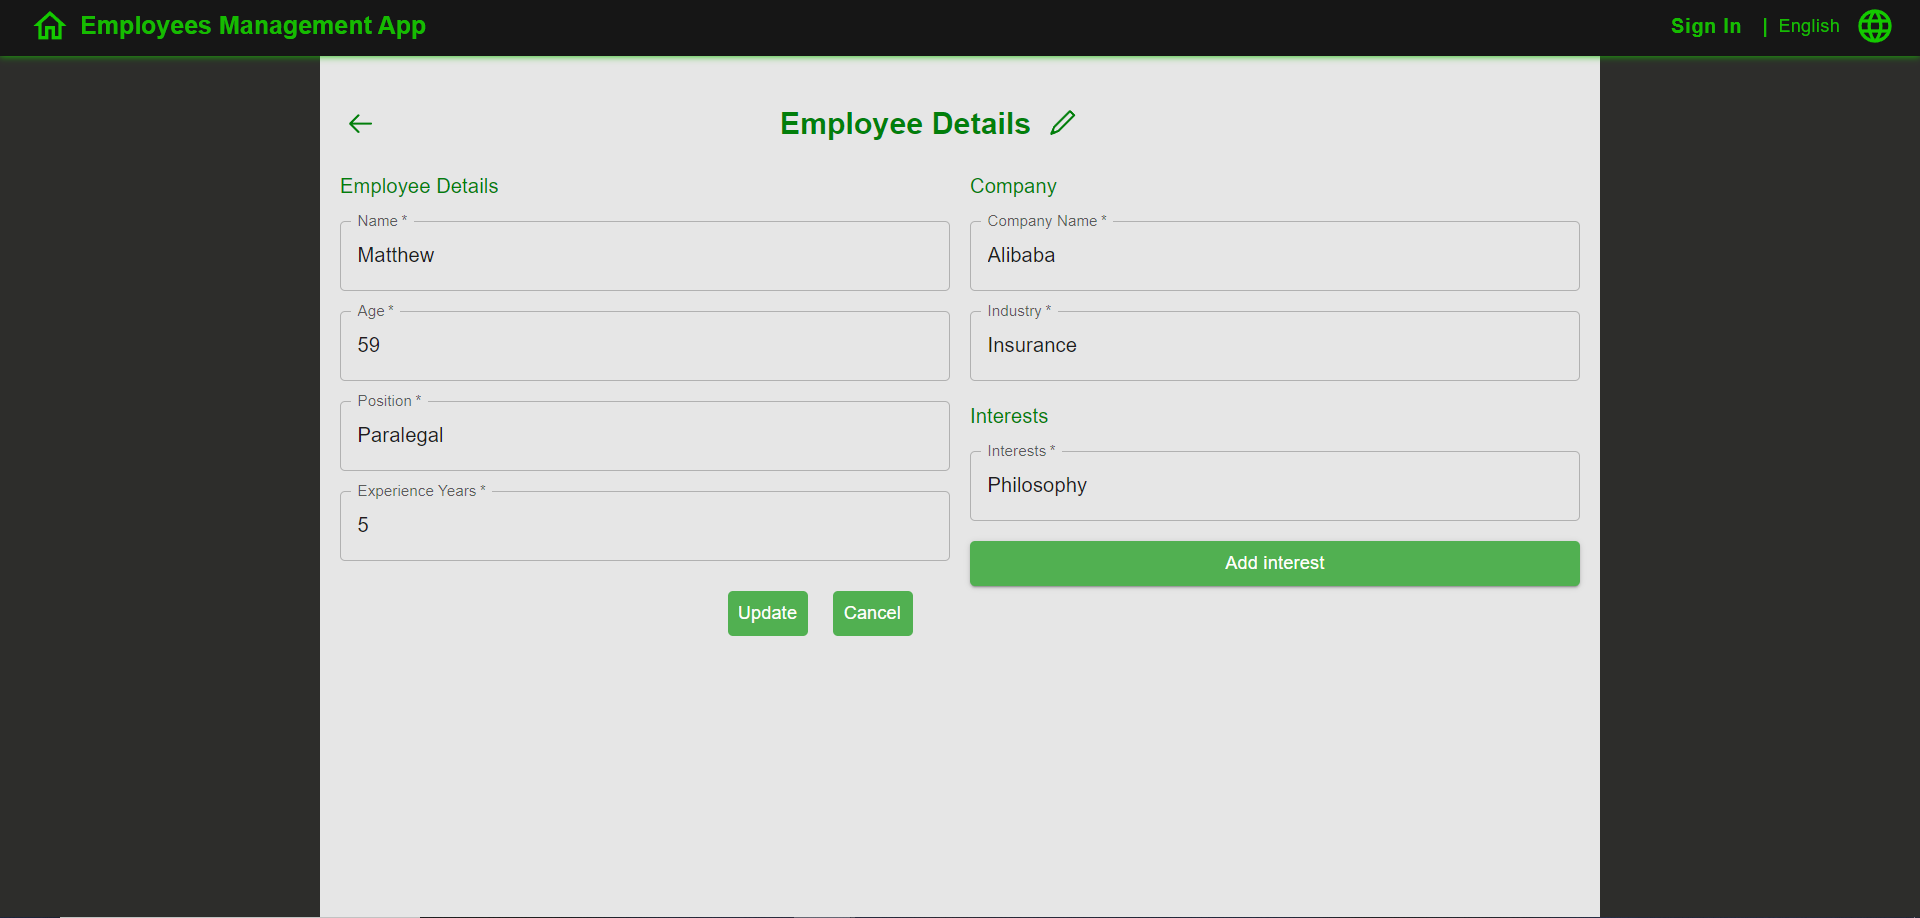 Employees Management App
Sign In | English
Employee Details
Employee Details
Name *
Matthew
Age *
59
Position *
Paralegal
Experience Years *
5
Company
Company Name *
Alibaba
Industry *
Insurance
Interests
Interests *
Philosophy
Add interest
Update
Cancel